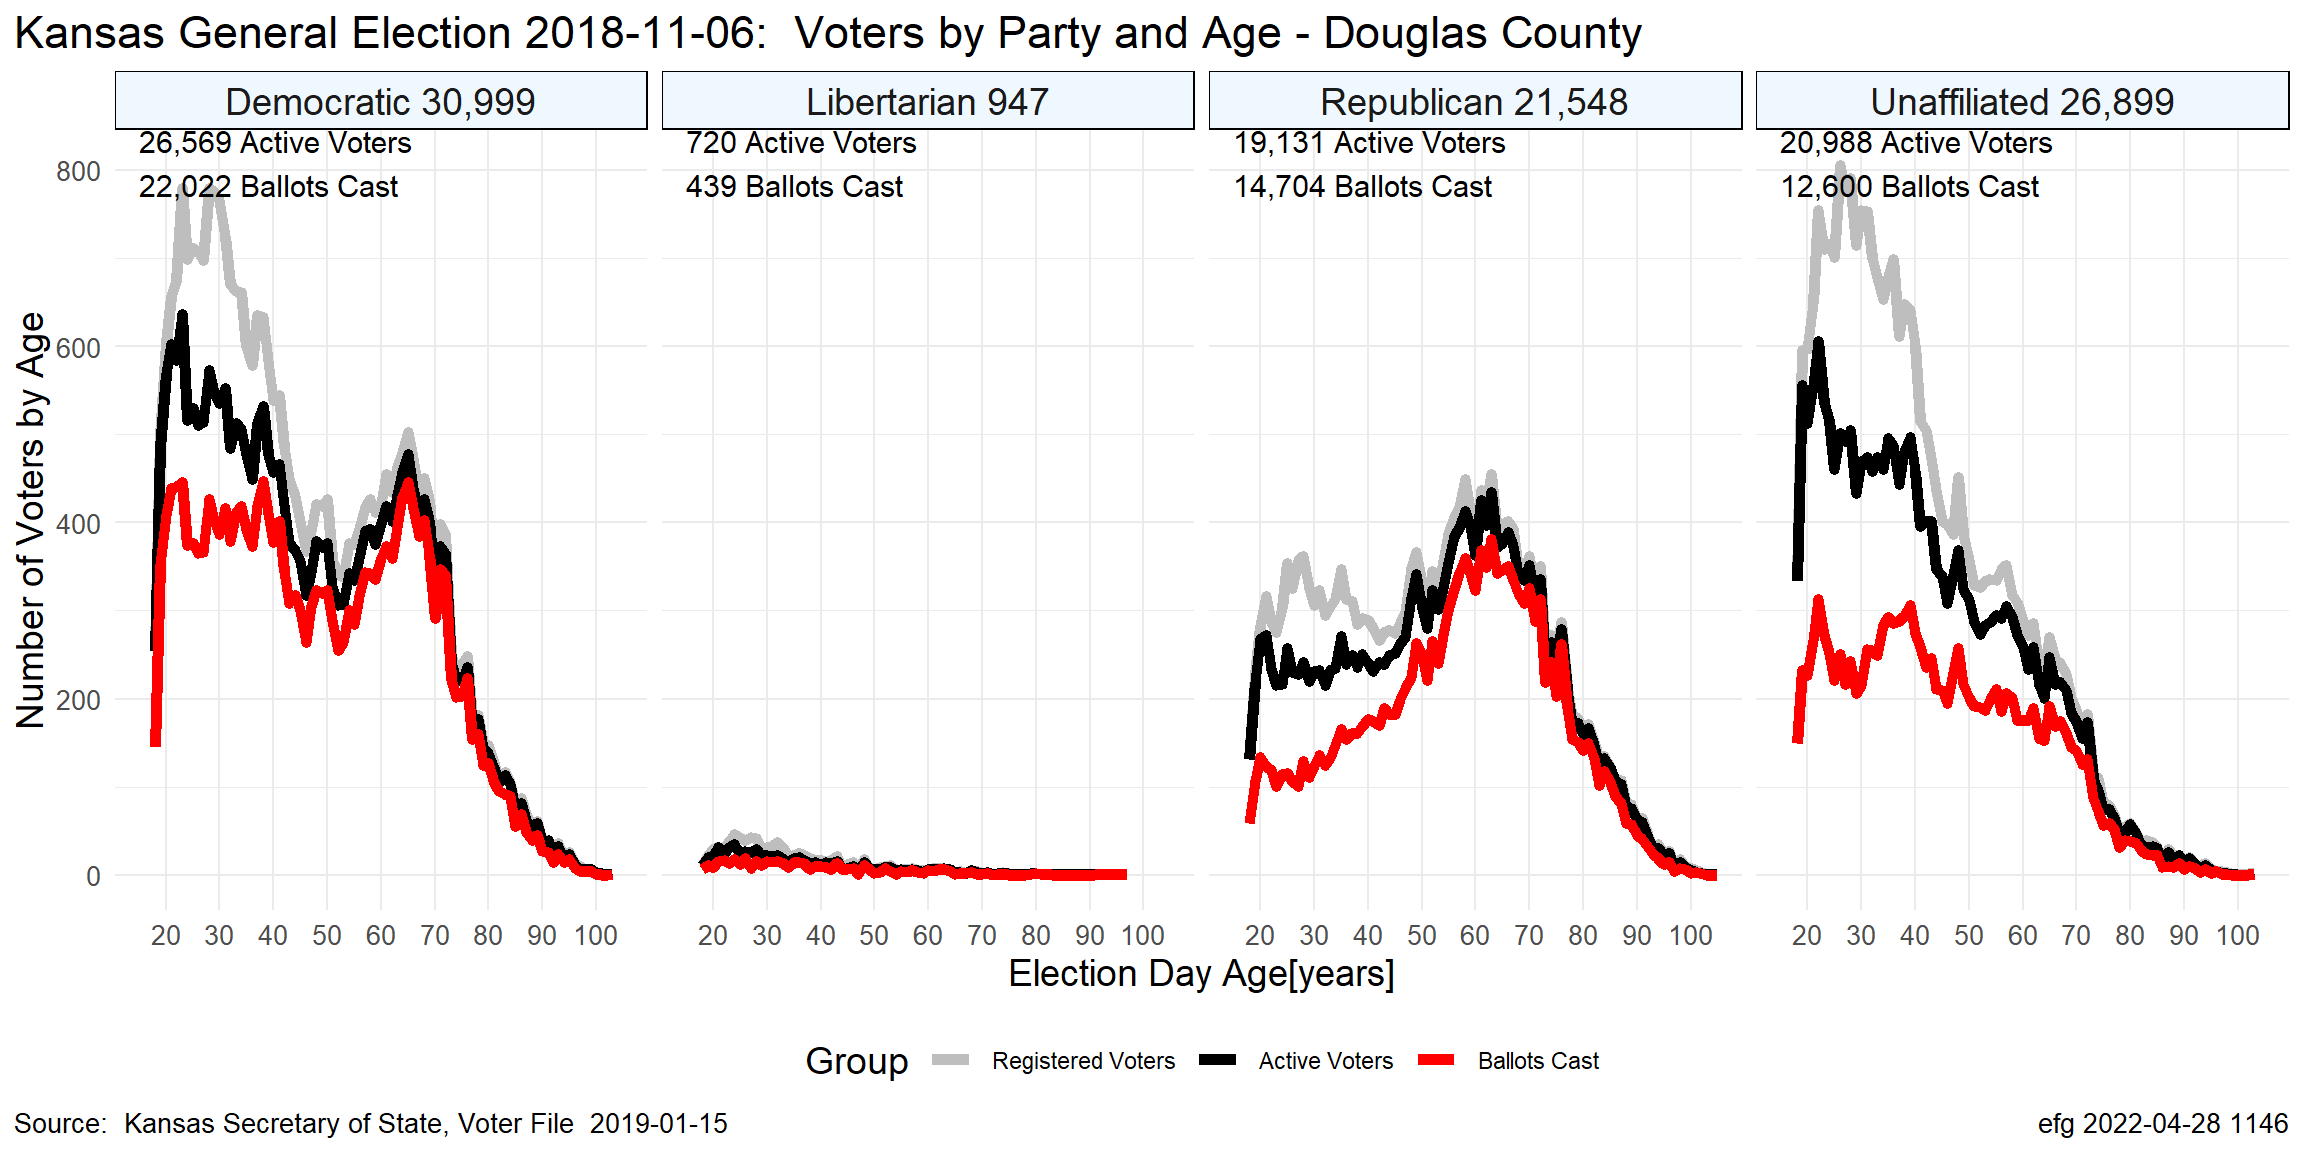 Kansas General Election 2018-11-06:  Voters by Party and Age - Douglas County
Democratic 30,999
Libertarian 947
Republican 21,548
Unaffiliated 26,899
26,569 Active Voters
22,022 Ballots Cast
720 Active Voters
439 Ballots Cast
19,131 Active Voters
14,704 Ballots Cast
20,988 Active Voters
12,600 Ballots Cast
Number of Voters by Age
800
600
400
200
0
20 30 40 50 60 70 80 90 100
20 30 40 50 60 70 80 90 100
20 30 40 50 60 70 80 90 100
20 30 40 50 60 70 80 90 100
Election Day Age[years]
Group Registered Voters Active Voters Ballots Cast
Source:  Kansas Secretary of State, Voter File  2019-01-15
efg 2022-04-28 1146